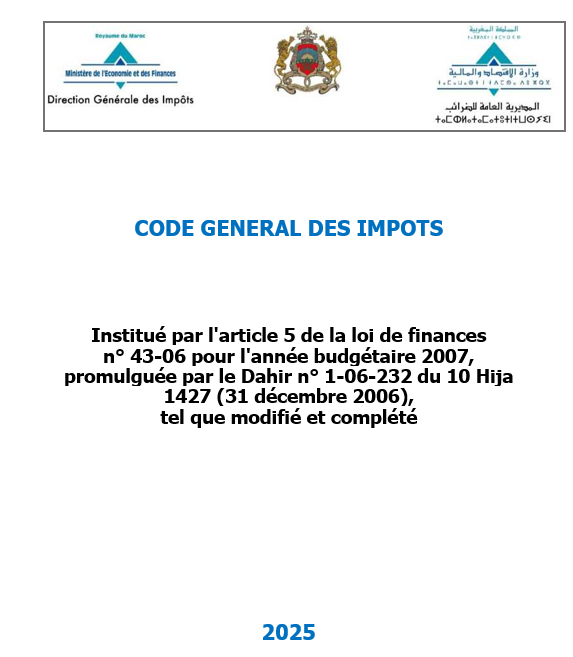 Royaume du Maroc
Ministère de l'Economie et des Finances
Direction Générale des Impôts
المملكة المغربية
وزارة الإقتصاد والمالية
المديرية العامة للضرائب
CODE GENERAL DES IMPOTS
Institué par l'article 5 de la loi de finances
n° 43-06 pour l'année budgétaire 2007,
promulguée par le Dahir n° 1-06-232 du 10 Hija
1427 (31 décembre 2006),
tel que modifié et complété
2025